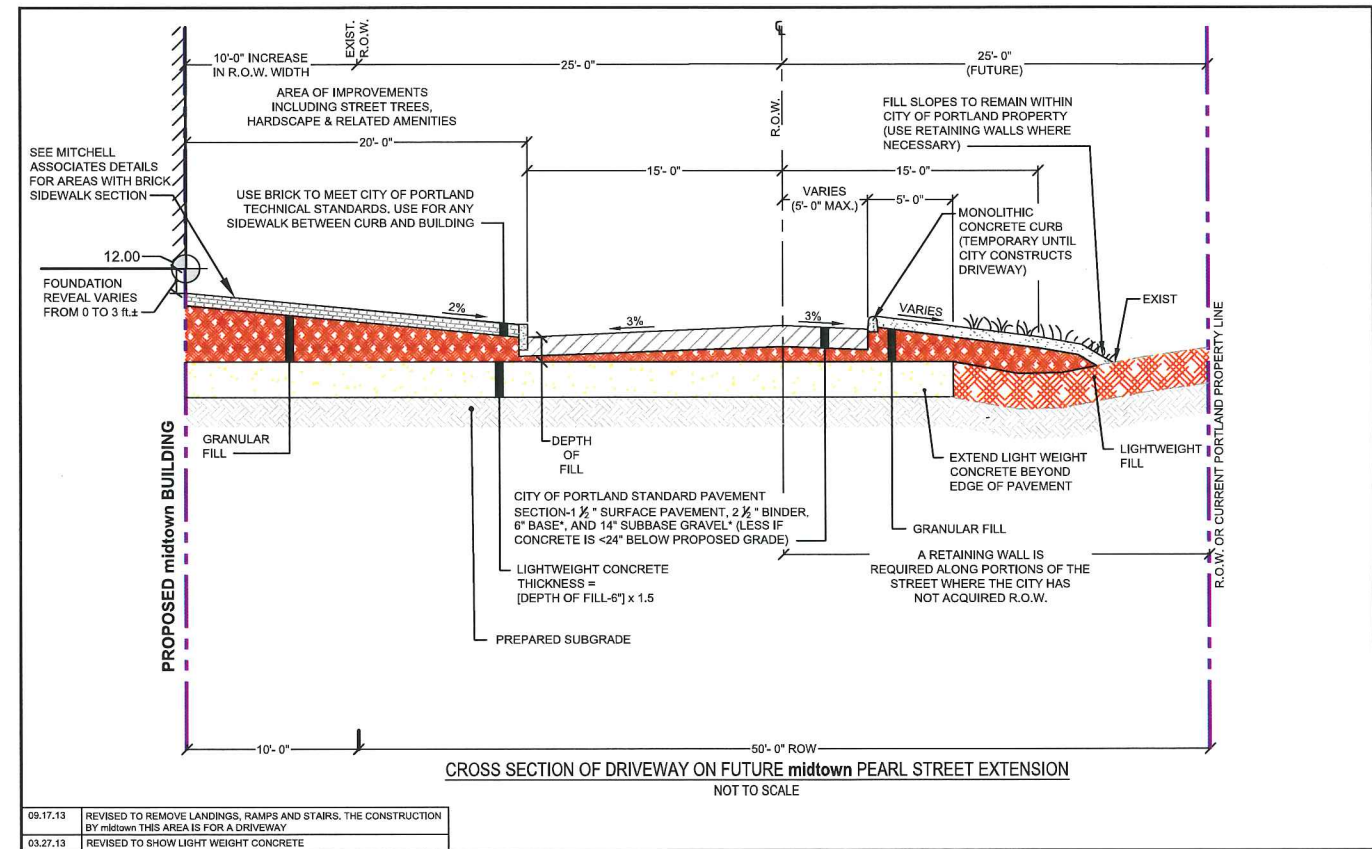 10'-0" INCREASE
IN R.O.W. WIDTH
EXIST.
R.O.W.
25'- 0"
℄
R.O.W.
25'- 0"
(FUTURE)
AREA OF IMPROVEMENTS
INCLUDING STREET TREES,
HARDSCAPE & RELATED AMENITIES
20'- 0"
FILL SLOPES TO REMAIN WITHIN
CITY OF PORTLAND PROPERTY
(USE RETAINING WALLS WHERE
NECESSARY)
SEE MITCHELL
ASSOCIATES DETAILS
FOR AREAS WITH BRICK
SIDEWALK SECTION
15'- 0"
15'- 0"
USE BRICK TO MEET CITY OF PORTLAND
TECHNICAL STANDARDS. USE FOR ANY
SIDEWALK BETWEEN CURB AND BUILDING
VARIES
(5'- 0" MAX.)
5'- 0"
MONOLITHIC
CONCRETE CURB
(TEMPORARY UNTIL
CITY CONSTRUCTS
DRIVEWAY)
12.00
FOUNDATION
REVEAL VARIES
FROM 0 TO 3 ft.±
2%
3%
3%
VARIES
EXIST
GRANULAR
FILL
DEPTH
OF
FILL
EXTEND LIGHT WEIGHT
CONCRETE BEYOND
EDGE OF PAVEMENT
LIGHTWEIGHT
FILL
CITY OF PORTLAND STANDARD PAVEMENT
SECTION-1 ½ " SURFACE PAVEMENT, 2 ½ " BINDER,
6" BASE*, AND 14" SUBBASE GRAVEL* (LESS IF
CONCRETE IS <24" BELOW PROPOSED GRADE)
GRANULAR FILL
LIGHTWEIGHT CONCRETE
THICKNESS =
[DEPTH OF FILL-6"] x 1.5
A RETAINING WALL IS
REQUIRED ALONG PORTIONS OF THE
STREET WHERE THE CITY HAS
NOT ACQUIRED R.O.W.
PREPARED SUBGRADE
PROPOSED midtown BUILDING
R.O.W. OR CURRENT PORTLAND PROPERTY LINE
10'- 0"
50'- 0" ROW
CROSS SECTION OF DRIVEWAY ON FUTURE midtown PEARL STREET EXTENSION
NOT TO SCALE
09.17.13 REVISED TO REMOVE LANDINGS, RAMPS AND STAIRS. THE CONSTRUCTION
BY midtown THIS AREA IS FOR A DRIVEWAY
03.27.13 REVISED TO SHOW LIGHT WEIGHT CONCRETE